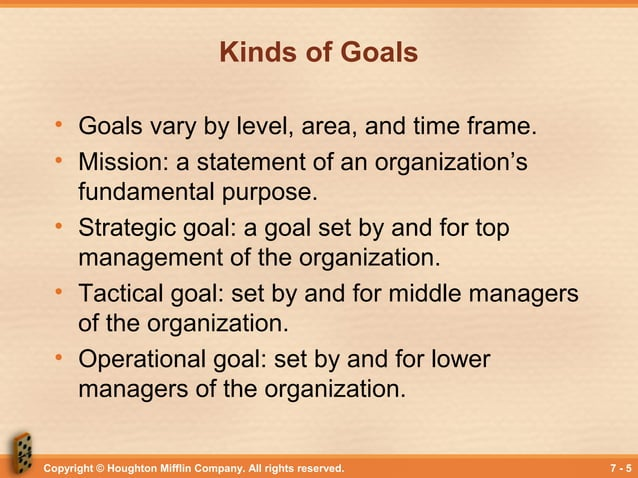 Kinds of Goals
• Goals vary by level, area, and time frame.
• Mission: a statement of an organization’s
fundamental purpose.
• Strategic goal: a goal set by and for top
management of the organization.
• Tactical goal: set by and for middle managers
of the organization.
• Operational goal: set by and for lower
managers of the organization.
Copyright © Houghton Mifflin Company. All rights reserved.
7 - 5